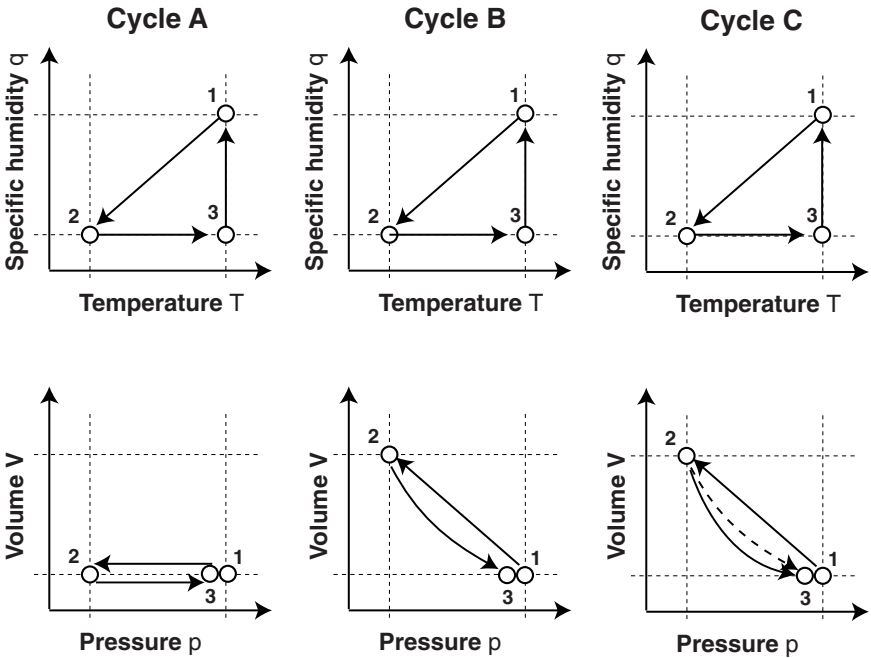 Cycle A
Cycle B
Cycle C
Specific humidity q
1
2
3
Temperature T
Specific humidity q
1
2
3
Temperature T
Specific humidity q
1
2
3
Temperature T
Volume V
2
1
3
Pressure p
Volume V
2
1
3
Pressure p
Volume V
2
1
3
Pressure p